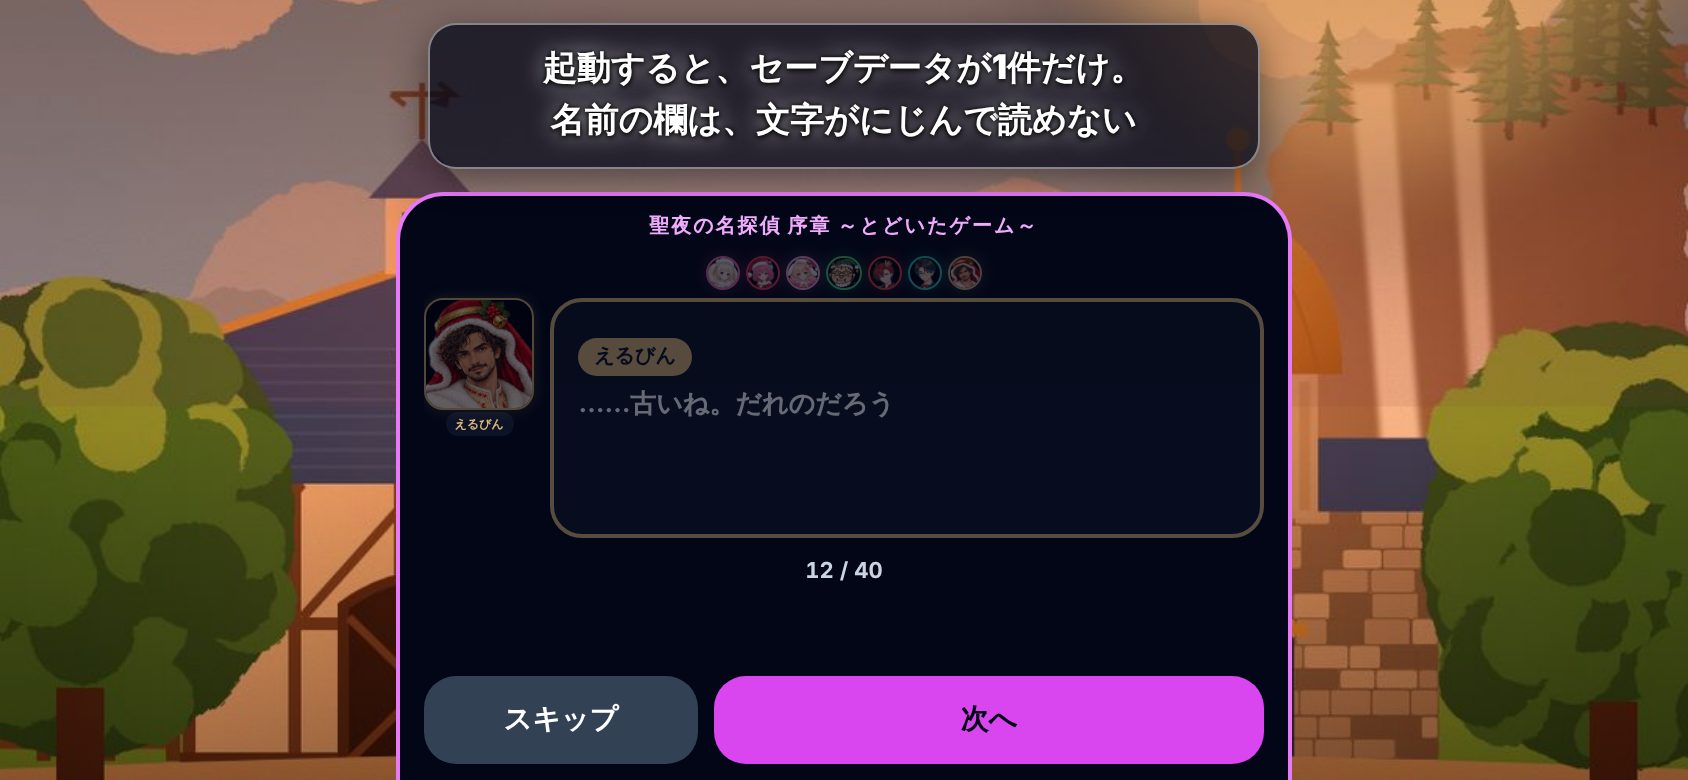 起動すると、セーブデータが1件だけ。
名前の欄は、文字がにじんで読めない
聖夜の名探偵 序章 ～とどいたゲーム～
えるびん
……古いね。だれのだろう
えるびん
12 / 40
スキップ
次へ